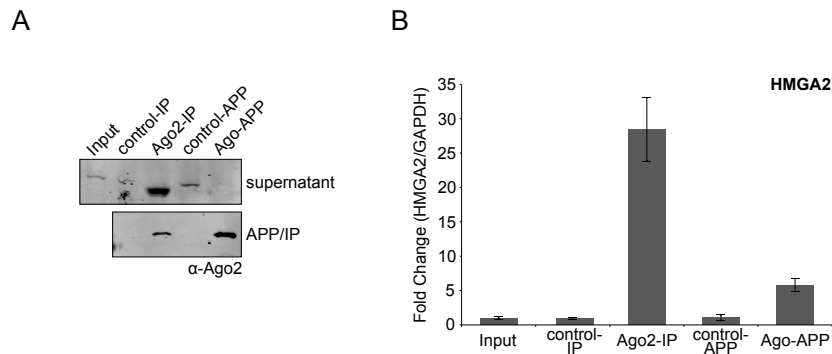 A
Input
control-IP
Ago2-IP
control-APP
Ago-APP
supernatant
APP/IP
α-Ago2
B
HMGA2
Fold Change (HMGA2/GAPDH)
35
30
25
20
15
10
5
0
Input
control-
IP
Ago2-IP
control-
APP
Ago-APP